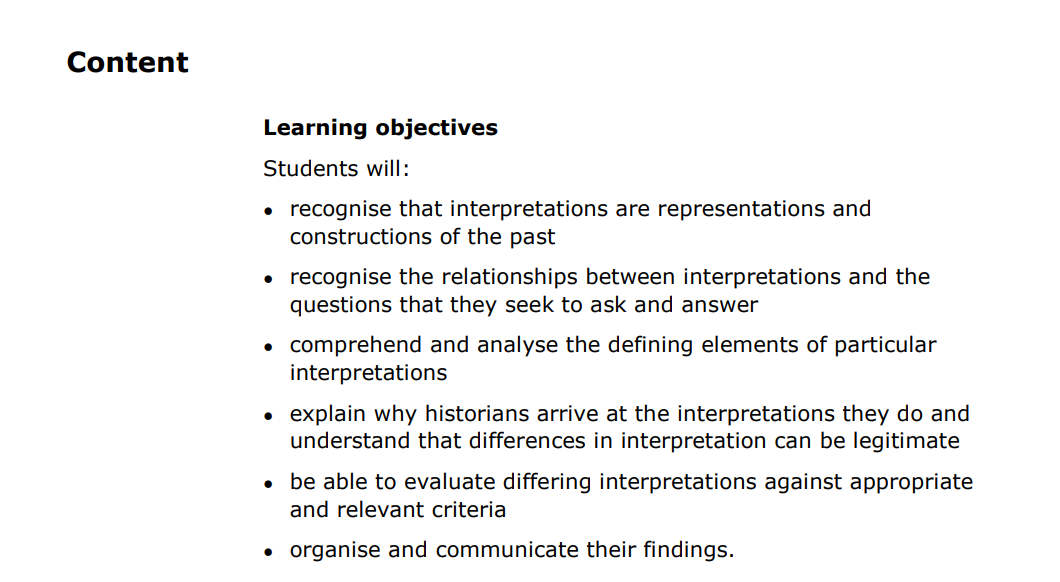 Content
Learning objectives
Students will:
• recognise that interpretations are representations and
constructions of the past
• recognise the relationships between interpretations and the
questions that they seek to ask and answer
• comprehend and analyse the defining elements of particular
interpretations
• explain why historians arrive at the interpretations they do and
understand that differences in interpretation can be legitimate
• be able to evaluate differing interpretations against appropriate
and relevant criteria
• organise and communicate their findings.